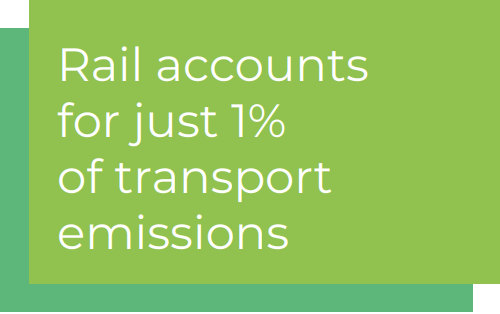 Rail accounts
for just 1%
of transport
emissions